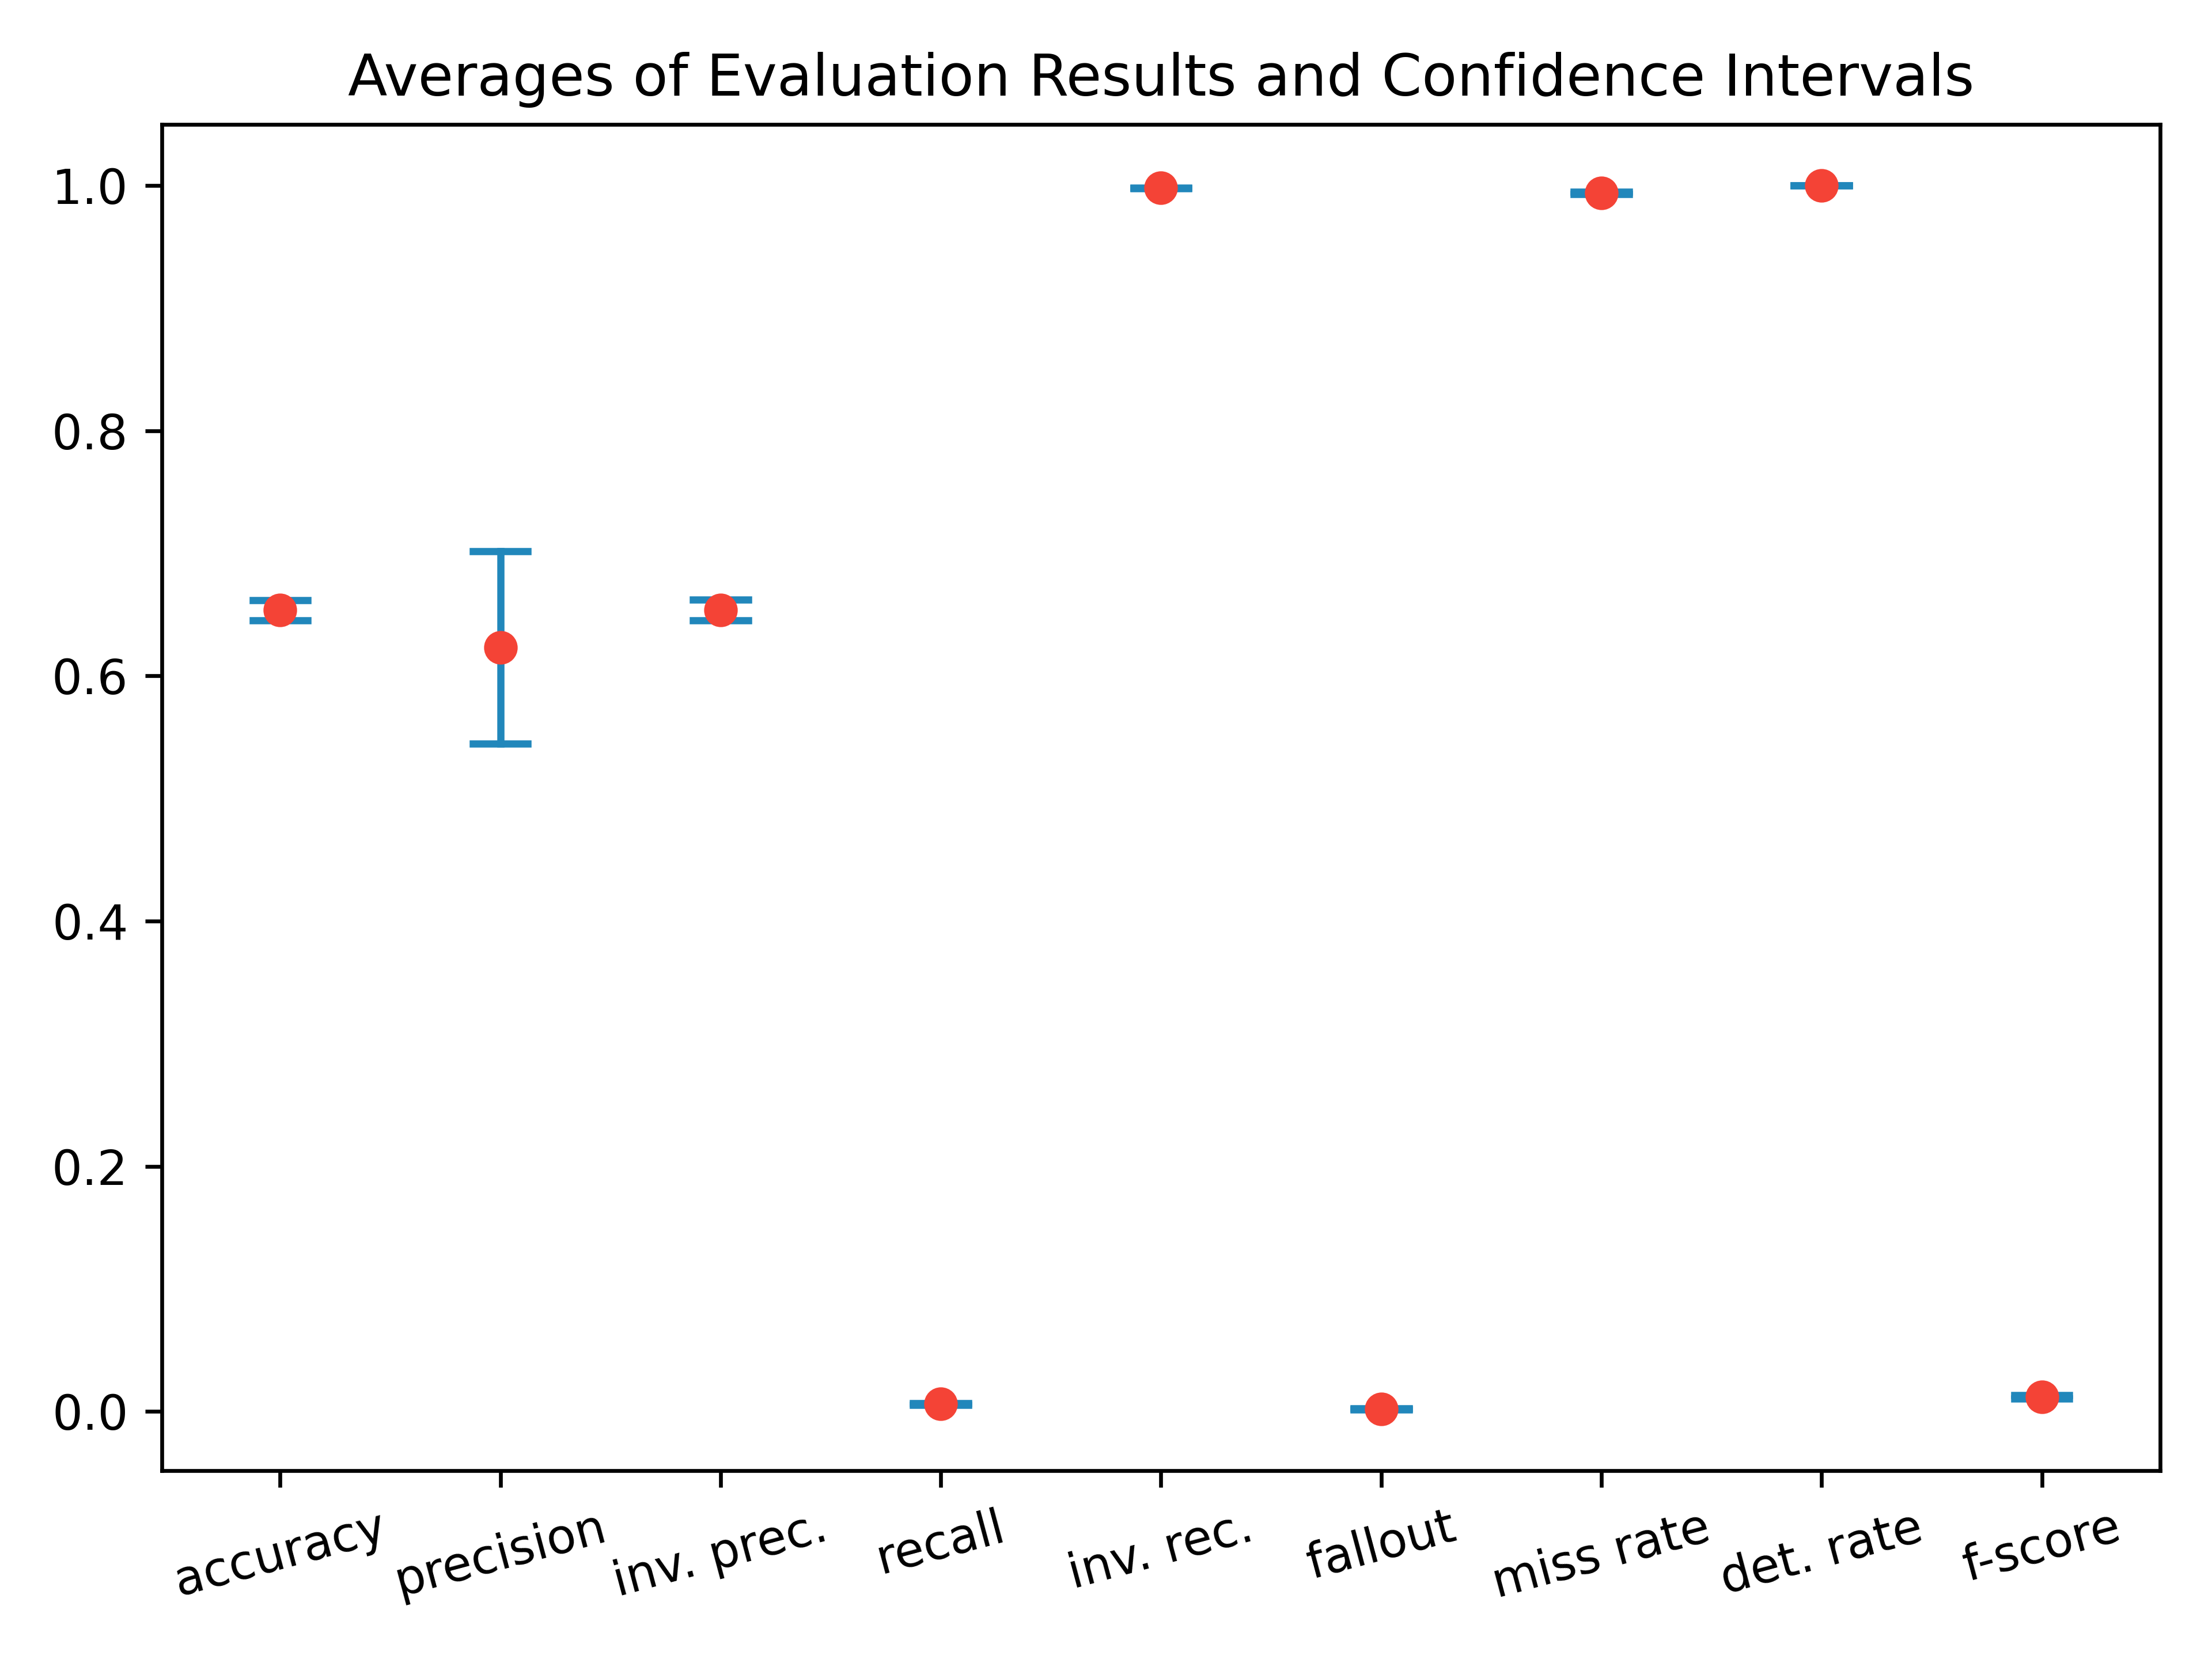 Averages of Evaluation Results and Confidence Intervals
1.0
0.8
0.6
0.4
0.2
0.0
accuracy
precision
inv. prec.
recall
inv. rec.
fallout
miss rate
det. rate
f-score